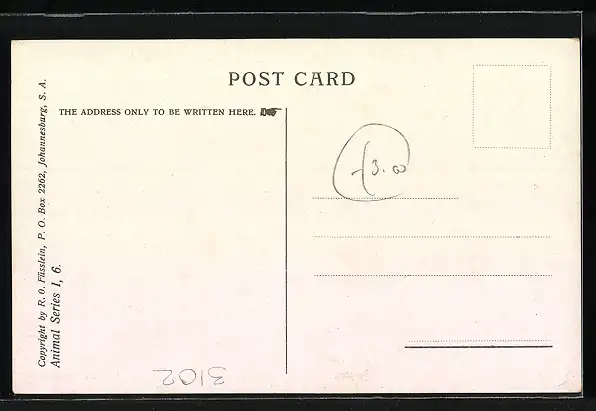 POST CARD
THE ADDRESS ONLY TO BE WRITTEN HERE.
3.00
Copyright by R. O. Füsslein, P. O. Box 2262, Johannesburg, S. A.
Animal Series I, 6.
3102